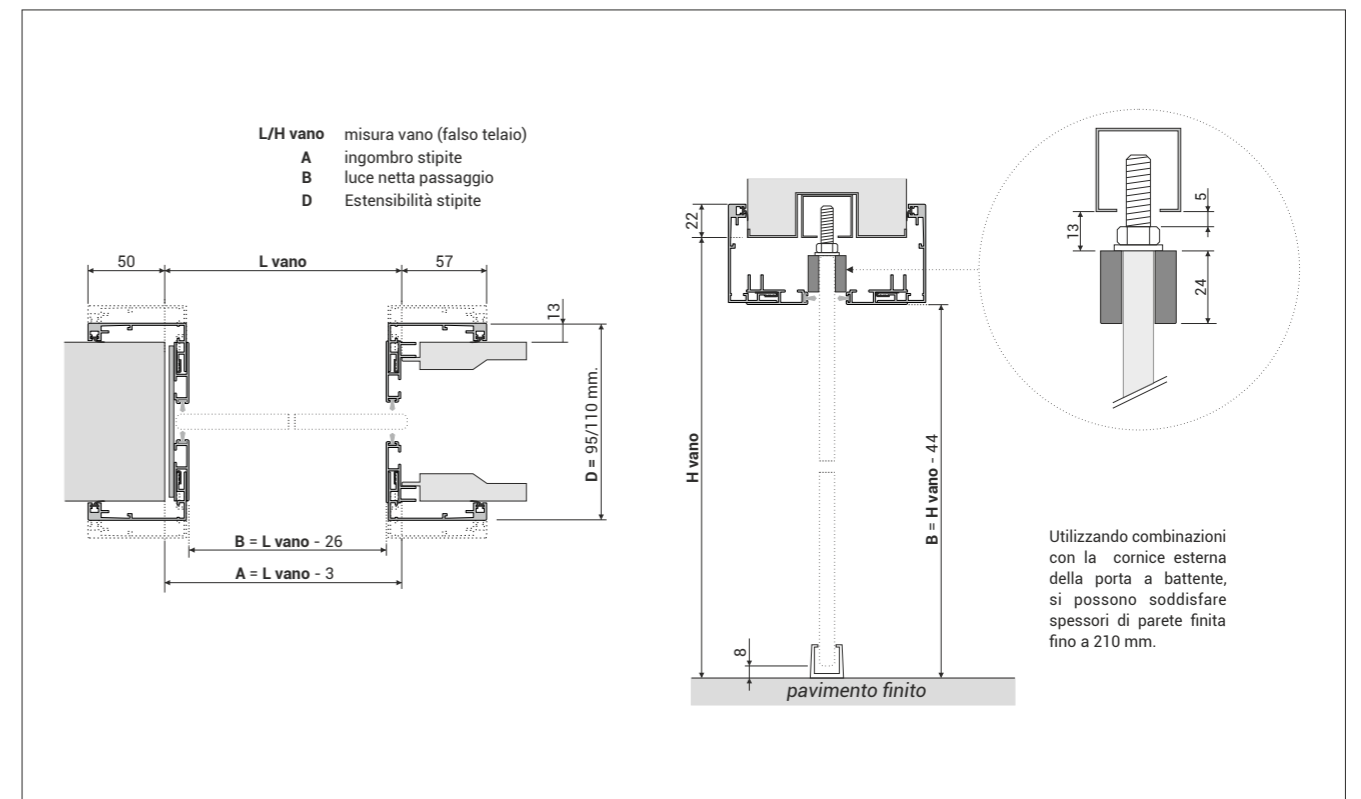 L/H vano misura vano (falso telaio)
A ingombro stipite
B luce netta passaggio
D Estensibilità stipite
50
L vano
57
13
D = 95/110 mm.
B = L vano - 26
A = L vano - 3
22
H vano
B = H vano - 44
8
pavimento finito
13
5
24
Utilizzando combinazioni
con la cornice esterna
della porta a battente,
si possono soddisfare
spessori di parete finita
fino a 210 mm.